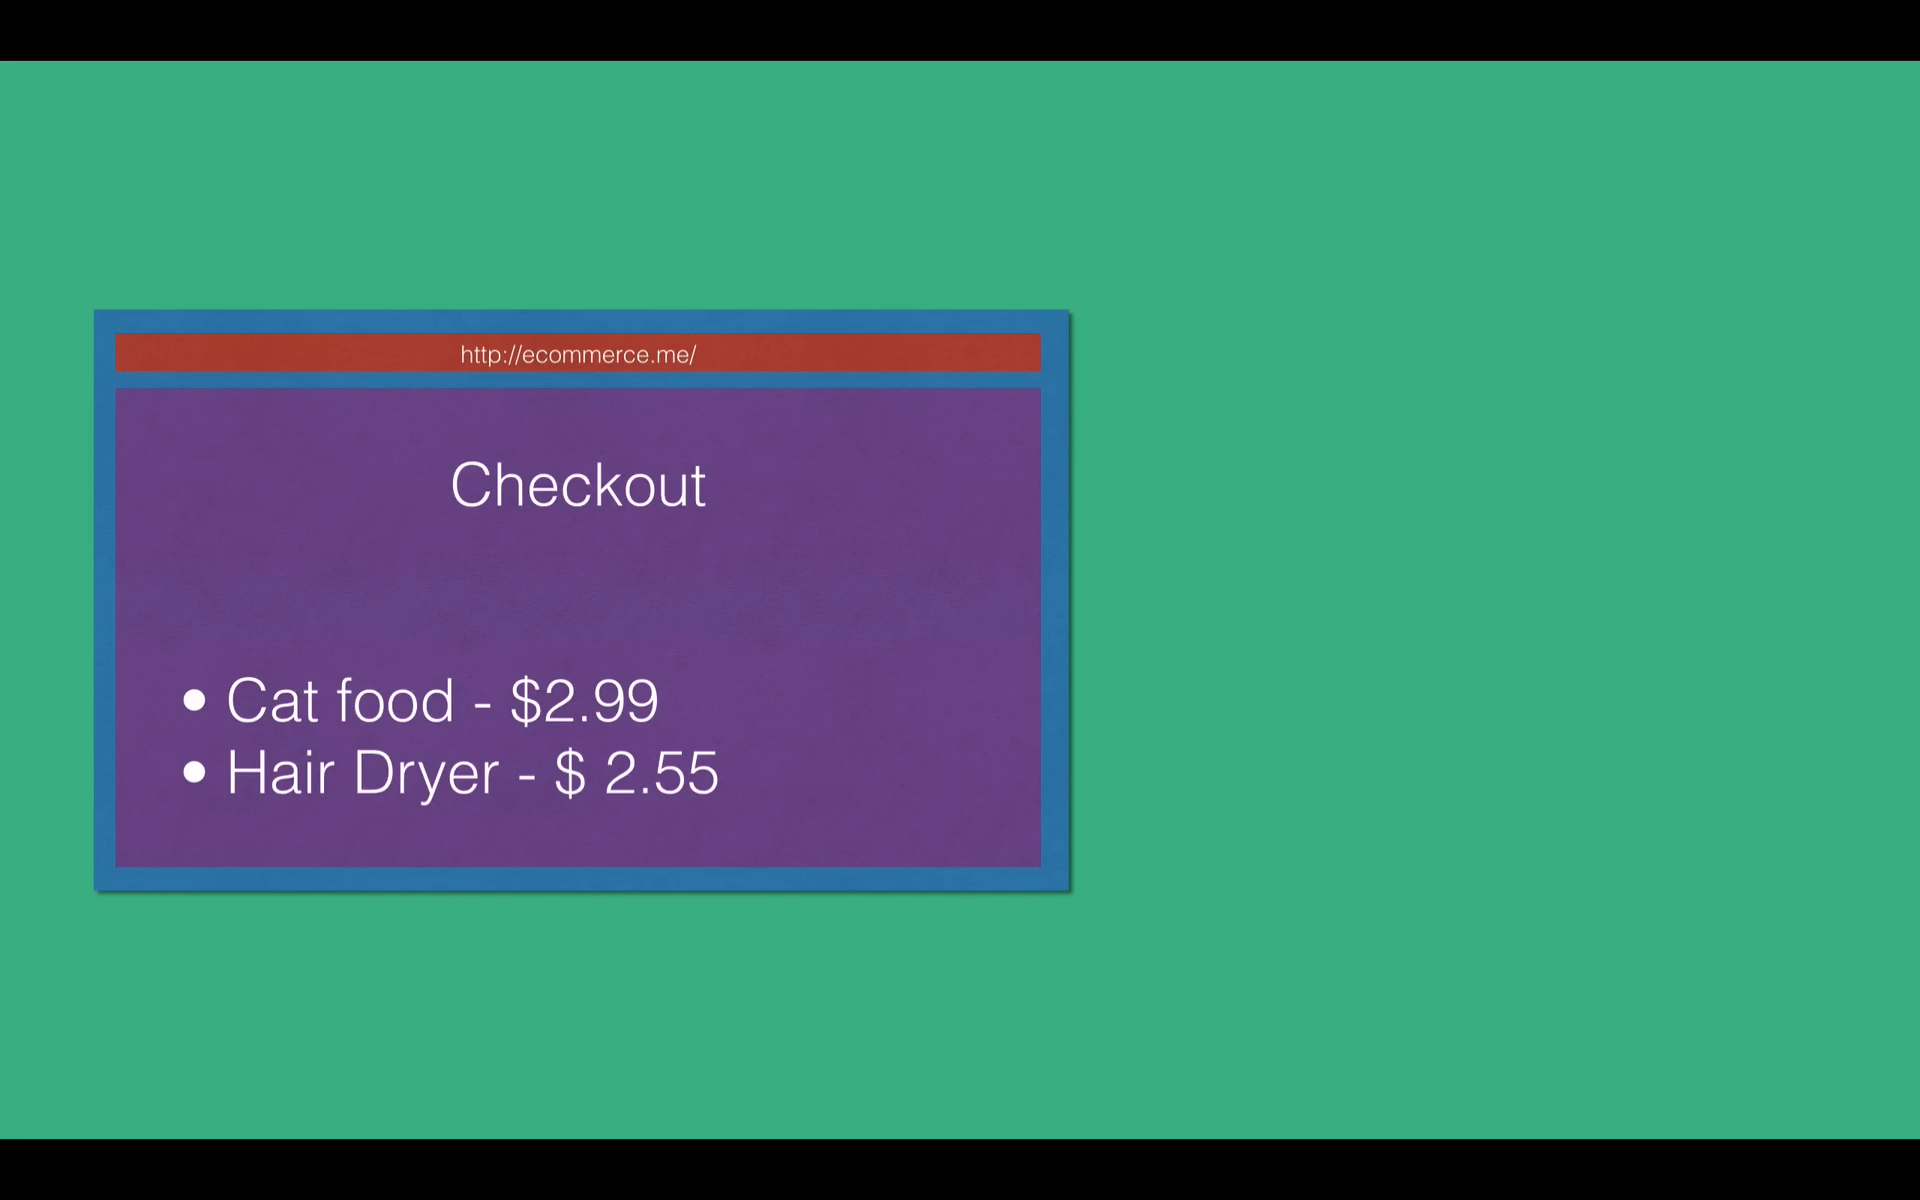 http://ecommerce.me/
Checkout
• Cat food - $2.99
• Hair Dryer - $ 2.55